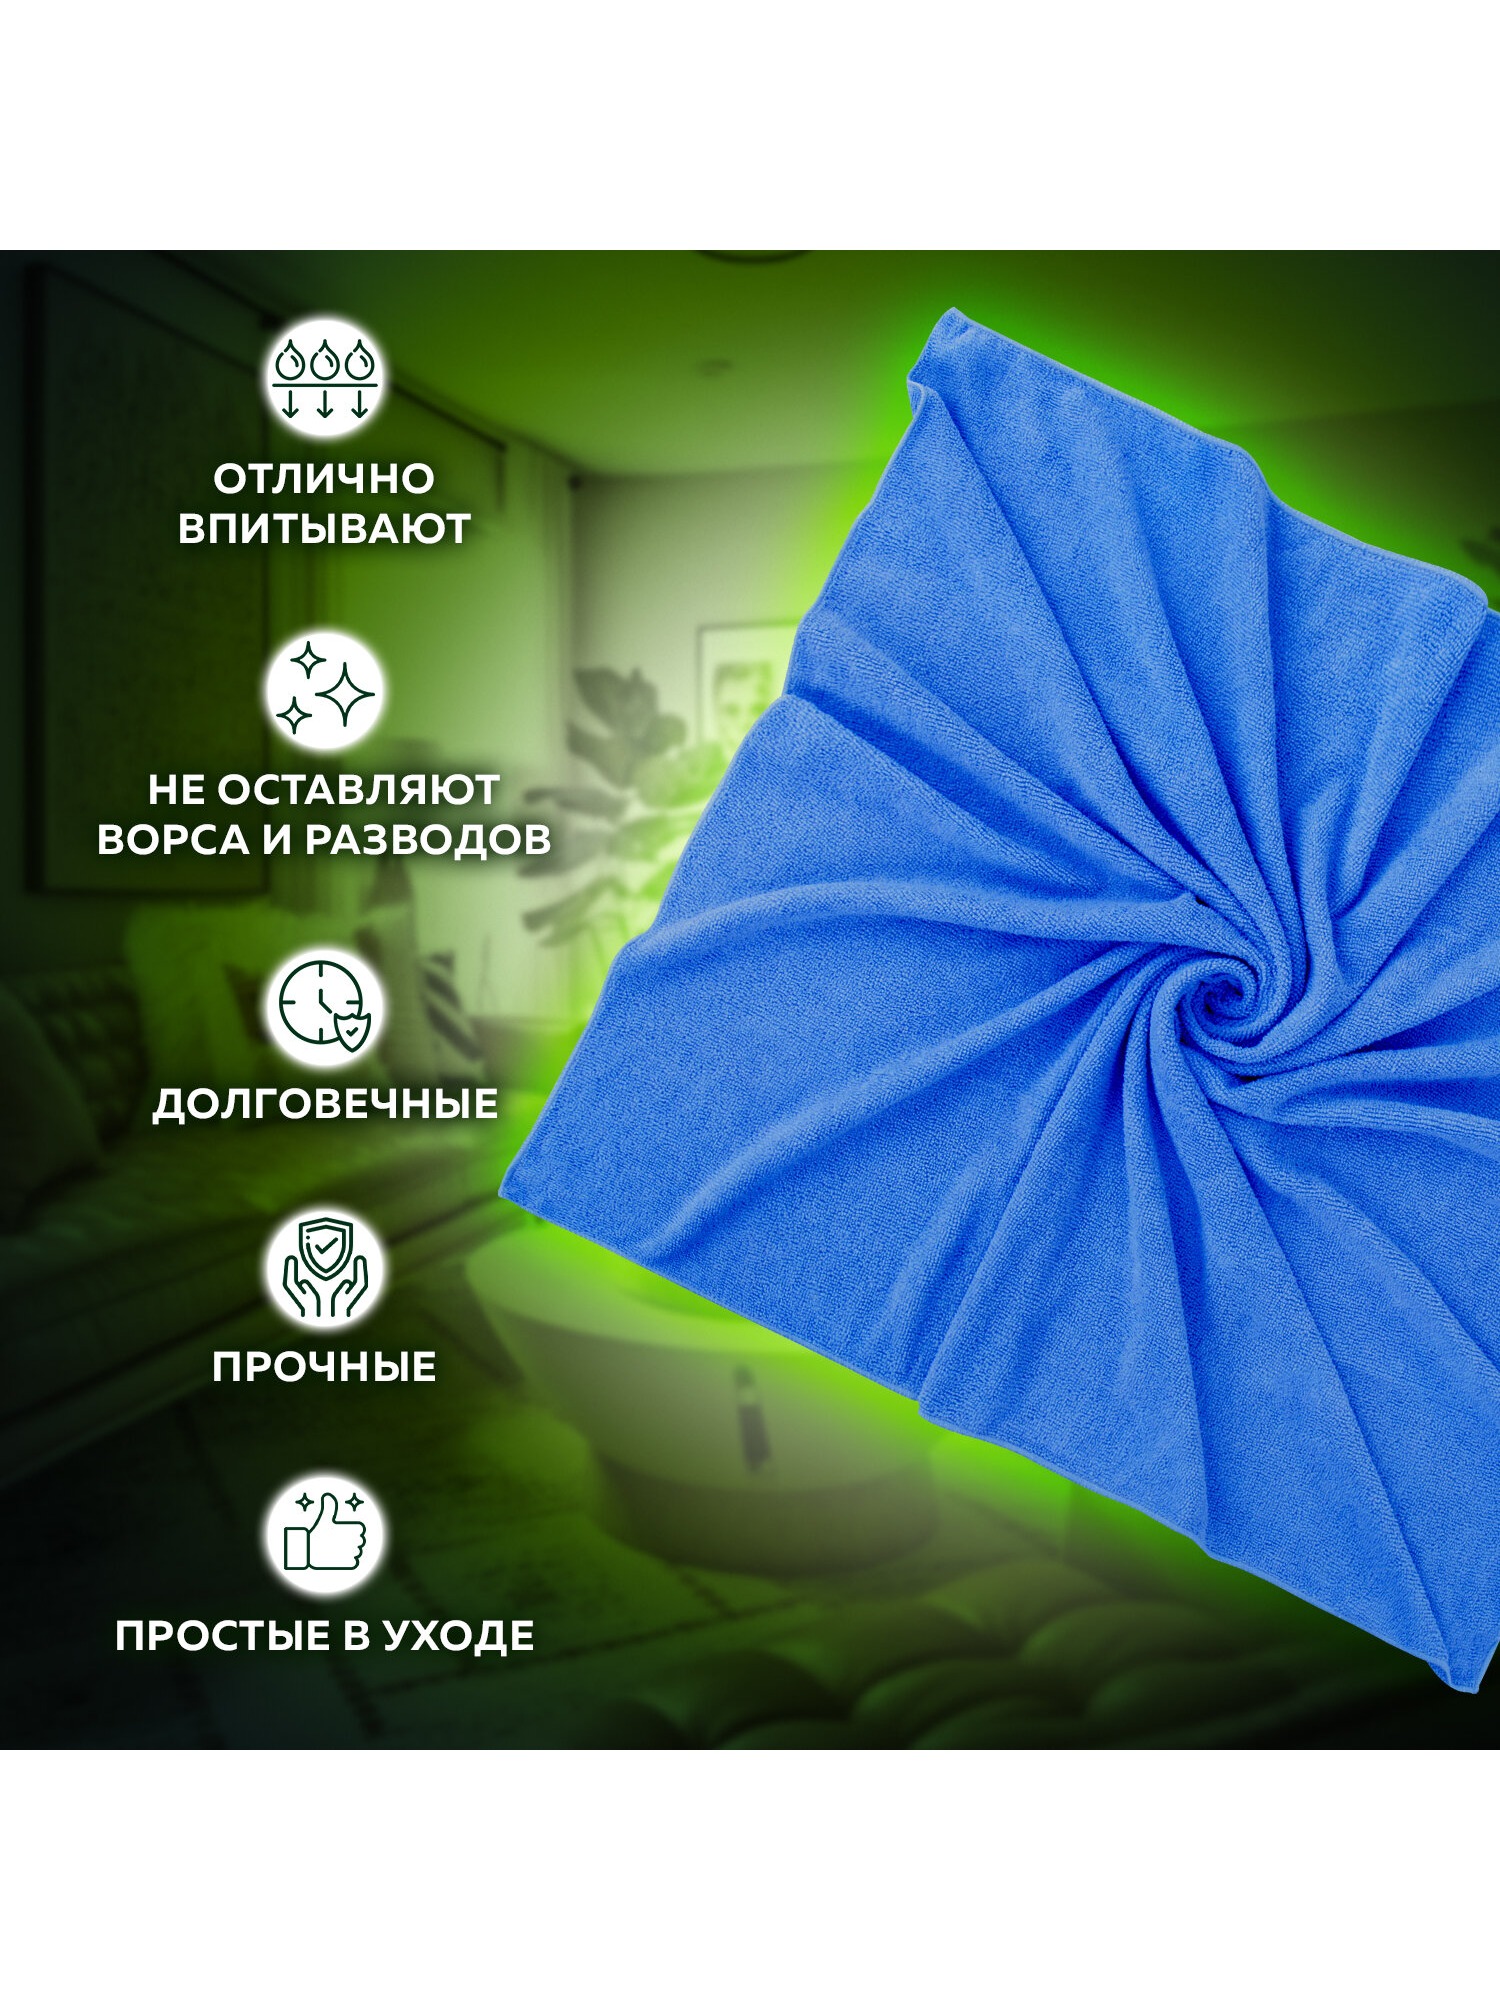 ОТЛИЧНО
ВПИТЫВАЮТ
НЕ ОСТАВЛЯЮТ
ВОРСА И РАЗВОДОВ
ДОЛГОВЕЧНЫЕ
ПРОЧНЫЕ
ПРОСТЫЕ В УХОДЕ